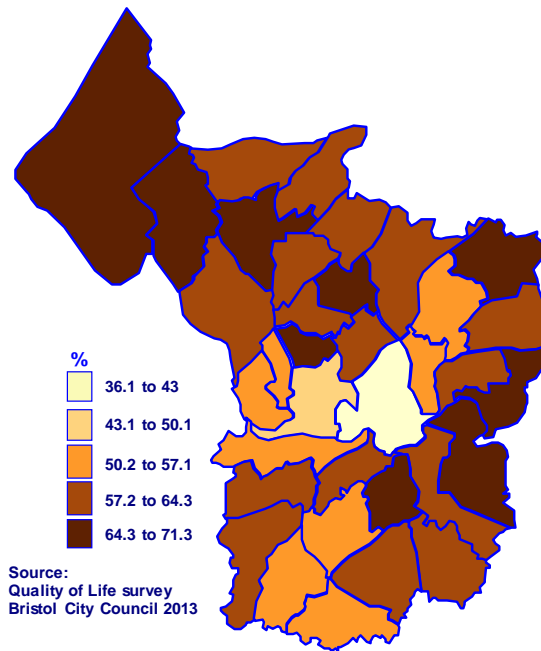 %
36.1 to 43
43.1 to 50.1
50.2 to 57.1
57.2 to 64.3
64.3 to 71.3
Source:
Quality of Life survey
Bristol City Council 2013